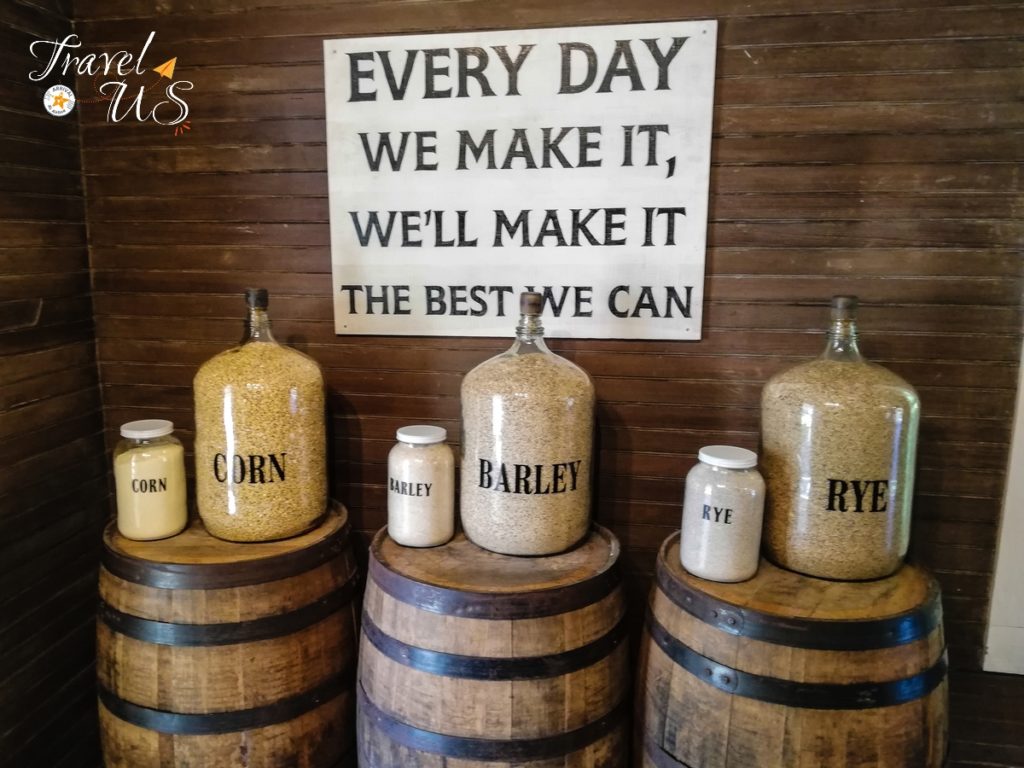 Travel
US
EVERY DAY
WE MAKE IT,
WE'LL MAKE IT
THE BEST WE CAN
CORN
CORN
BARLEY
BARLEY
RYE
RYE